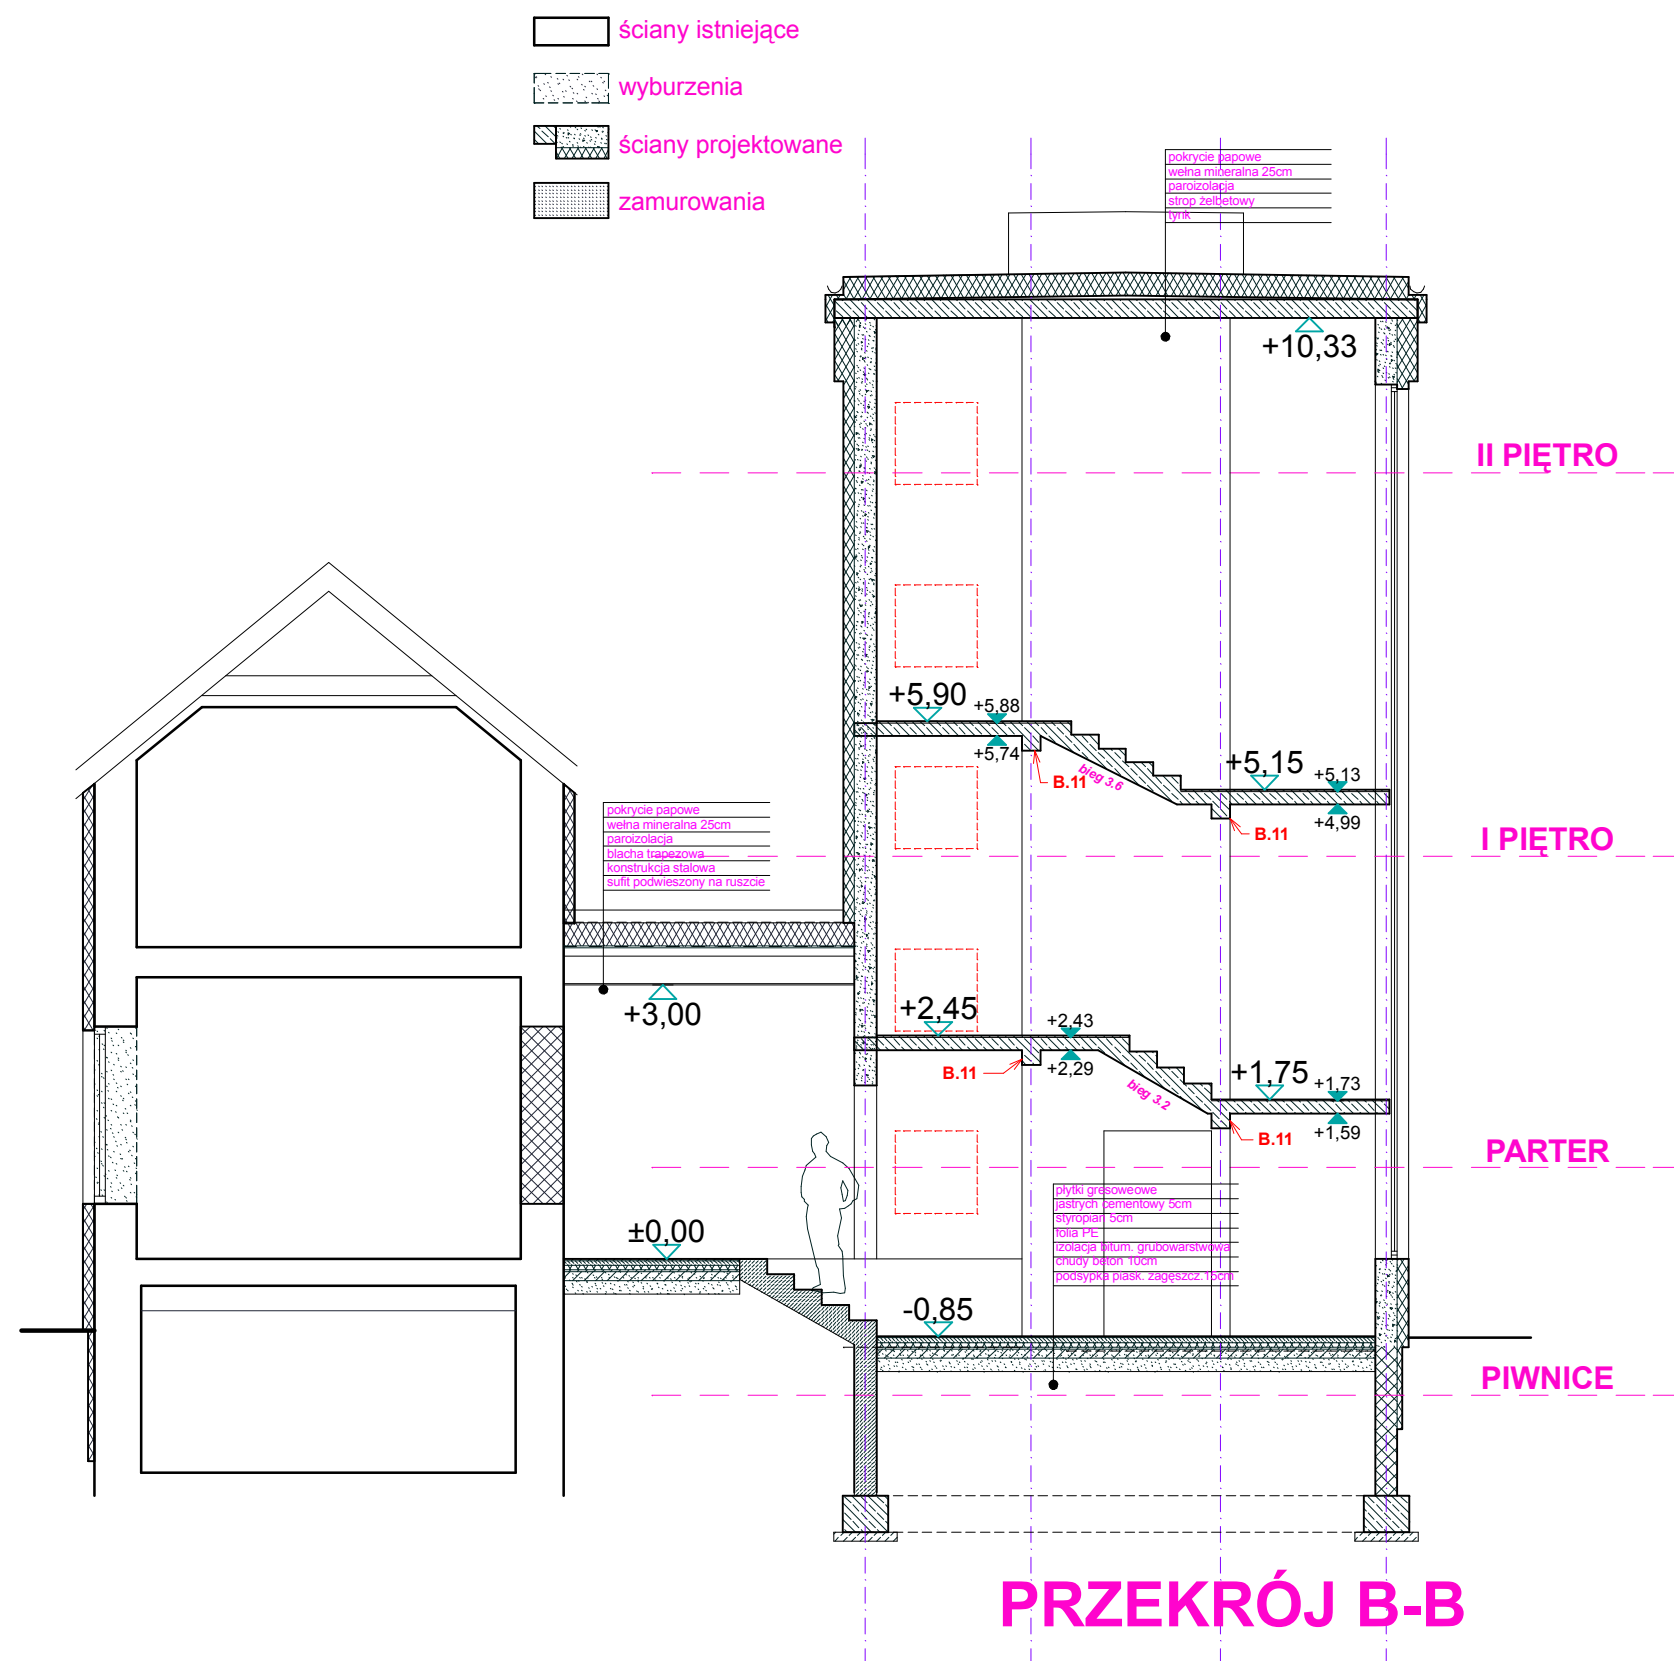 ściany istniejące
wyburzenia
ściany projektowane
zamurowania
pokrycie papowe
wełna mineralna 25cm
paroizolacja
strop żelbetowy
tynk
+10,33
II PIĘTRO
+5,90
+5,88
+5,74
B.11
bieg 3.6
+5,15
+5,13
+4,99
B.11
I PIĘTRO
pokrycie papowe
wełna mineralna 25cm
paroizolacja
blacha trapezowa
konstrukcja stalowa
sufit podwieszony na ruszcie
+3,00
+2,45
+2,43
+2,29
B.11
bieg 3.2
+1,75
+1,73
+1,59
B.11
PARTER
płytki gresoweowe
jastrych cementowy 5cm
styropian 5cm
folia PE
izolacja bitum. grubowarstwowa
chudy beton 10cm
podsypka piask. zagęszcz.15cm
±0,00
-0,85
PIWNICE
PRZEKRÓJ B-B